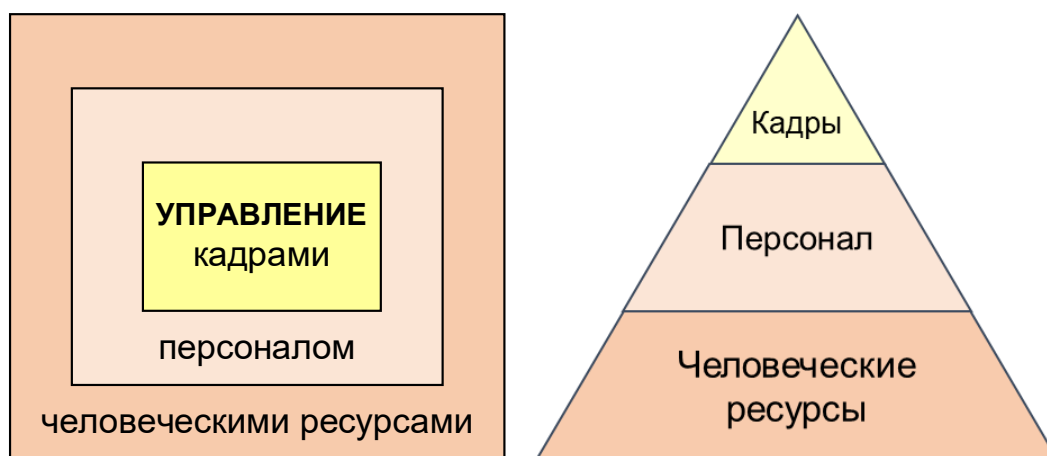 УПРАВЛЕНИЕ
кадрами
персоналом
человеческими ресурсами
Кадры
Персонал
Человеческие
ресурсы